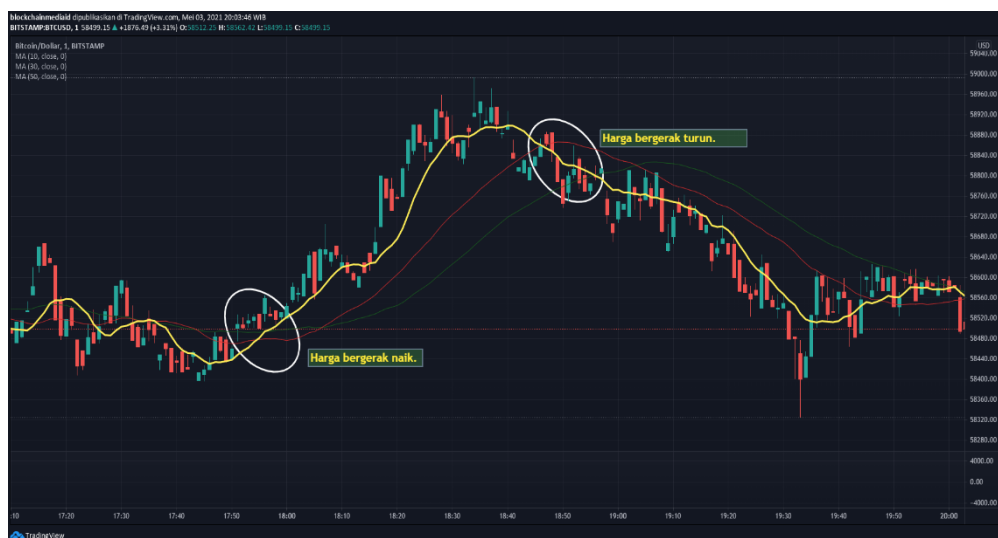 blockchainmediaid dipublikasikan di TradingView.com, Mei 03, 2021 20:03:46 WIB
BITSTAMP:BTCUSD, 1 58499.15 ▲ +1876.49 (+3.31%) O:58512.25 H:58562.42 L:58499.15 C:58499.15
Bitcoin/Dollar, 1, BITSTAMP
MA (10, close, 0)
MA (30, close, 0)
MA (50, close, 0)
USD
59040.00
59000.00
58960.00
58920.00
58880.00
Harga bergerak turun.
58840.00
58800.00
58760.00
58720.00
58680.00
58640.00
58600.00
58560.00
58520.00
58480.00
Harga bergerak naik.
58440.00
58400.00
58360.00
58320.00
58280.00
4000.00
0.00
-4000.00
:10 17:20 17:30 17:40 17:50 18:00 18:10 18:20 18:30 18:40 18:50 19:00 19:10 19:20 19:30 19:40 19:50 20:00
TradingView